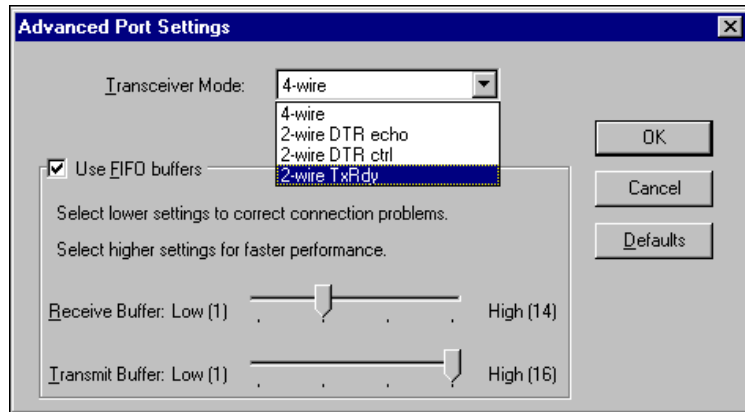 Advanced Port Settings
Transceiver Mode: 4-wire
4-wire
2-wire DTR echo
2-wire DTR ctrl
2-wire TxRdy
OK
Cancel
Defaults
Use FIFO buffers
Select lower settings to correct connection problems.
Select higher settings for faster performance.
Receive Buffer: Low (1) High (14)
Transmit Buffer: Low (1) High (16)